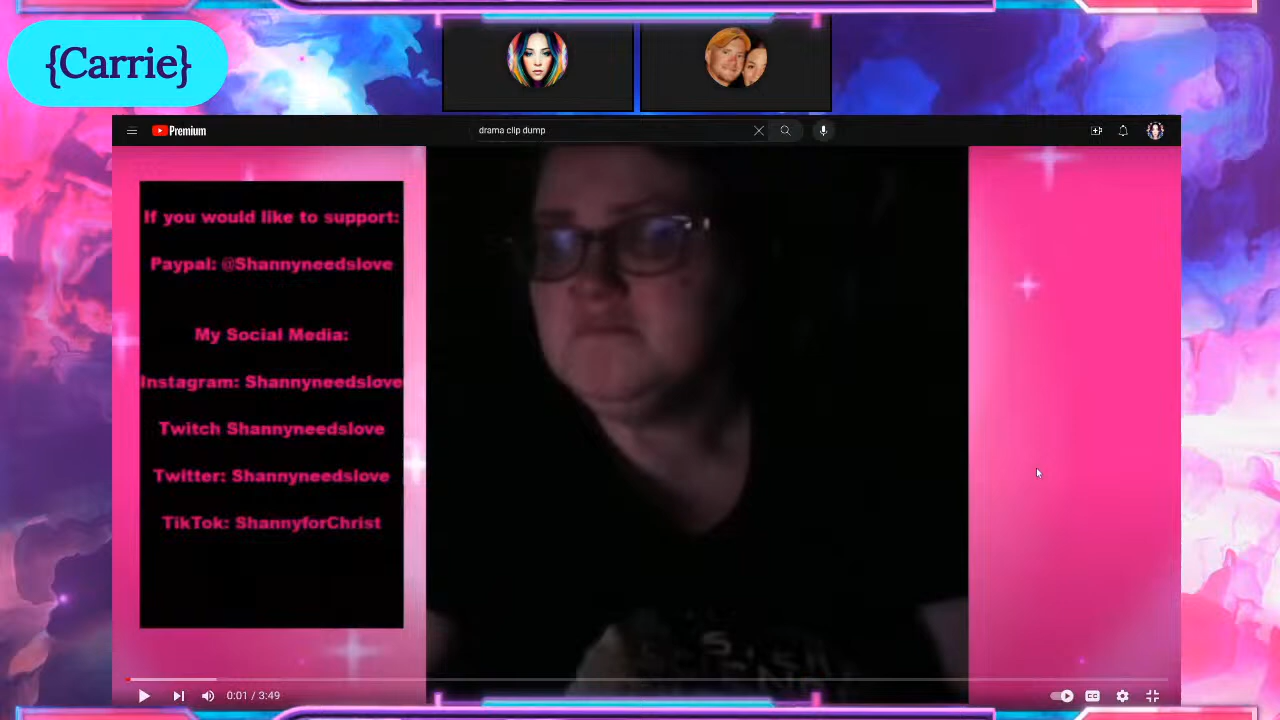 {Carrie}
Premium
drama clip dump
If you would like to support:
Paypal: @Shannyneedslove
My Social Media:
Instagram: Shannyneedslove
Twitch Shannyneedslove
Twitter: Shannyneedslove
TikTok: ShannyforChrist
0:01 / 3:49
CC